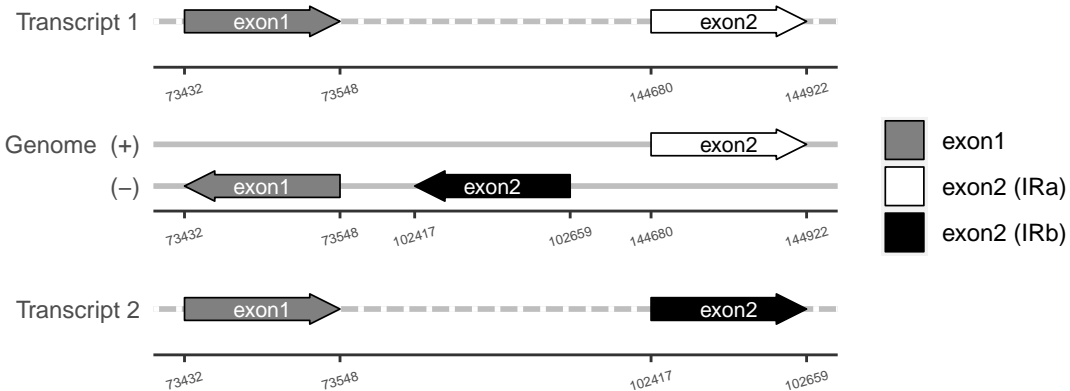 Transcript 1 exon1 exon2
73432 73548 144680 144922
Genome (+) exon2
(–) exon1 exon2
73432 73548 102417 102659 144680 144922
Transcript 2 exon1 exon2
73432 73548 102417 102659
exon1
exon2 (IRa)
exon2 (IRb)